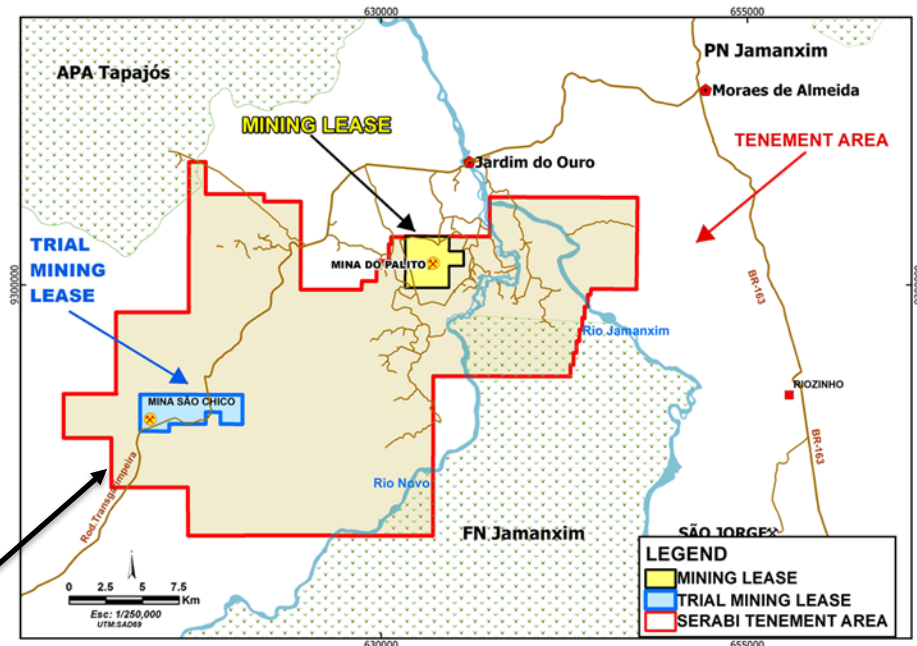 630000
655000
PN Jamanxim
APA Tapajós
Moraes de Almeida
MINING LEASE
TENEMENT AREA
Jardim do Ouro
TRIAL
MINING
LEASE
MINA DO PALITO
9300000
BR-163
Rio Jamanxim
RIOZINHO
MINA SÃO CHICO
BR-163
Rod.Transgarimpeira
Rio Novo
FN Jamanxim
SÃO JORGE
LEGEND
MINING LEASE
TRIAL MINING LEASE
SERABI TENEMENT AREA
0 2.5 5 7.5
Km
Esc: 1/250,000
UTM:SAD69
630000
655000